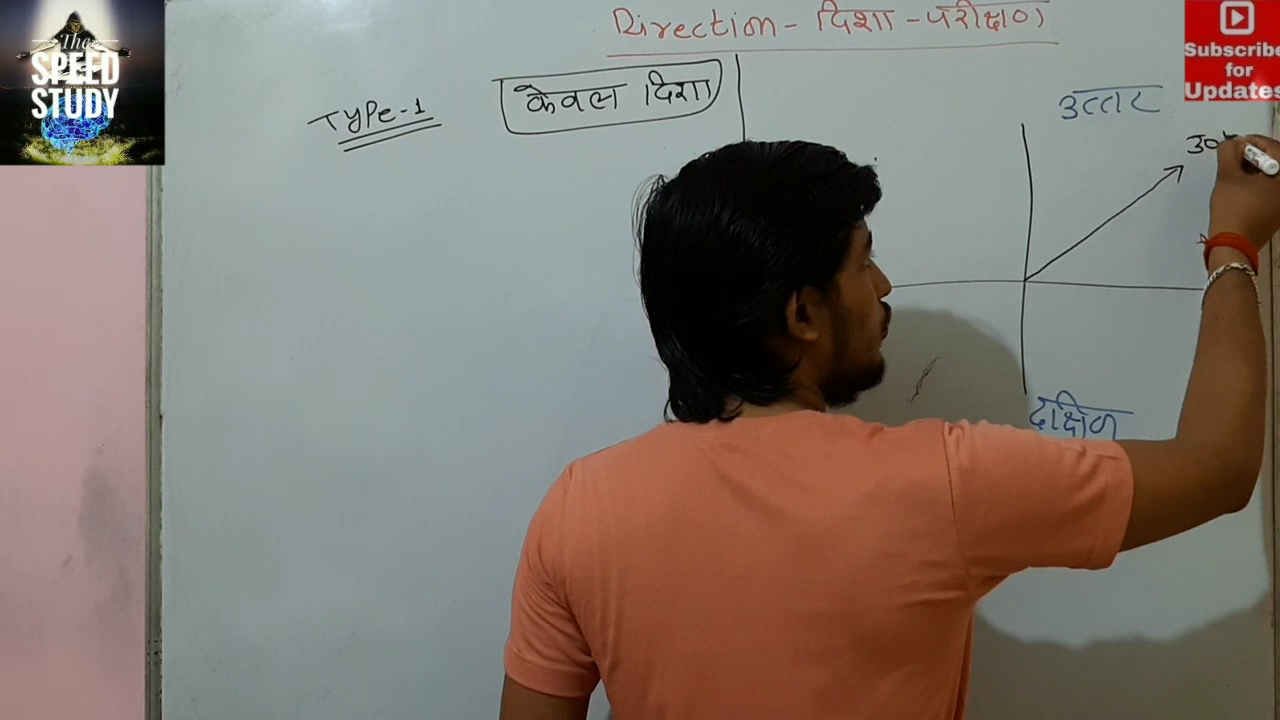 The
SPEED
STUDY
Direction - दिशा - परीक्षण
Type-1
केवल दिशा
उत्तर
दक्षिण
Subscribe
for
Updates